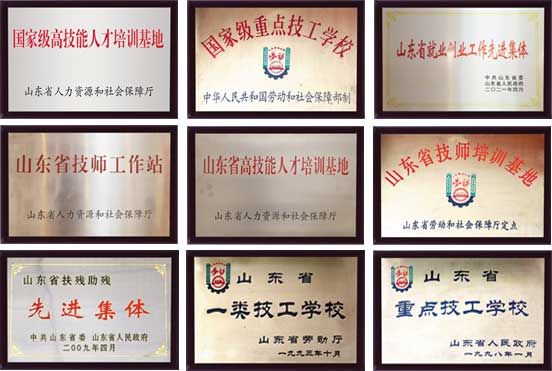 国家级高技能人才培训基地
山东省人力资源和社会保障厅
国家级重点技工学校
中华人民共和国劳动和社会保障部制
山东省就业创业工作先进集体
中共山东省委
山东省人民政府
二〇二一年四月
山东省技师工作站
山东省人力资源和社会保障厅
山东省高技能人才培训基地
山东省人力资源和社会保障厅
山东省技师培训基地
山东省劳动和社会保障厅定点
山东省扶残助残
先进集体
中共山东省委 山东省人民政府
二00九年四月
山东省
一类技工学校
山东省劳动厅
一九九三年十月
山东省
重点技工学校
山东省人民政府
一九九八年一月